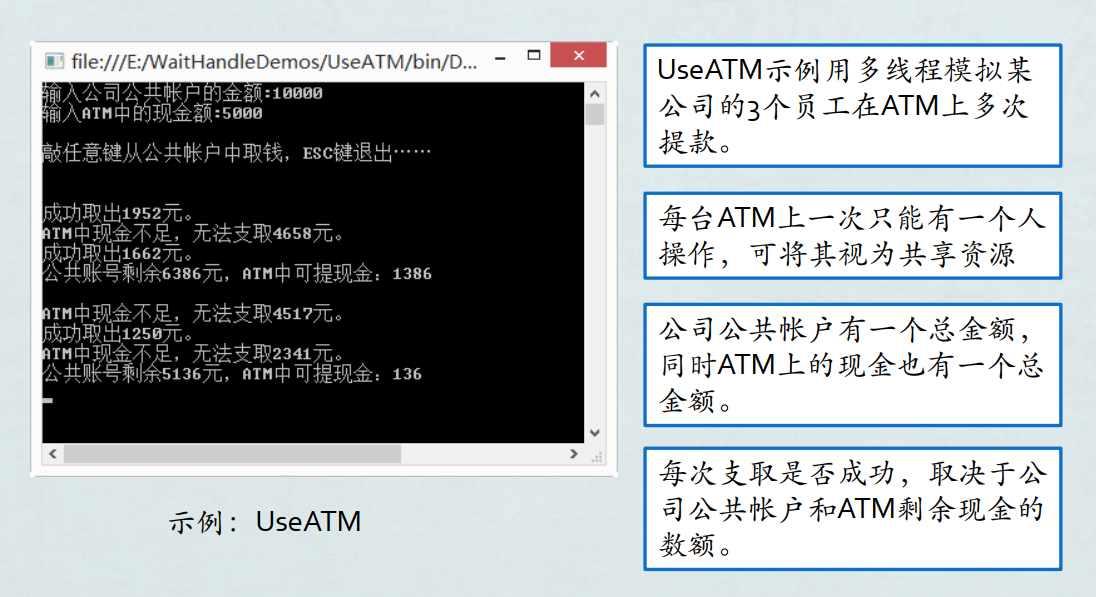 file:///E:/WaitHandleDemos/UseATM/bin/D...
输入公司公共帐户的金额:10000
输入ATM中的现金额:5000
敲任意键从公共帐户中取钱，ESC键退出……
成功取出1952元。
ATM中现金不足，无法支取4658元。
成功取出1662元。
公共账号剩余6386元，ATM中可提现金：1386
ATM中现金不足，无法支取4517元。
成功取出1250元。
ATM中现金不足，无法支取2341元。
公共账号剩余5136元，ATM中可提现金：136
示例：UseATM
UseATM示例用多线程模拟某
公司的3个员工在ATM上多次
提款。
每台ATM上一次只能有一个人
操作，可将其视为共享资源
公司公共帐户有一个总金额，
同时ATM上的现金也有一个总
金额。
每次支取是否成功，取决于公
司公共帐户和ATM剩余现金的
数额。